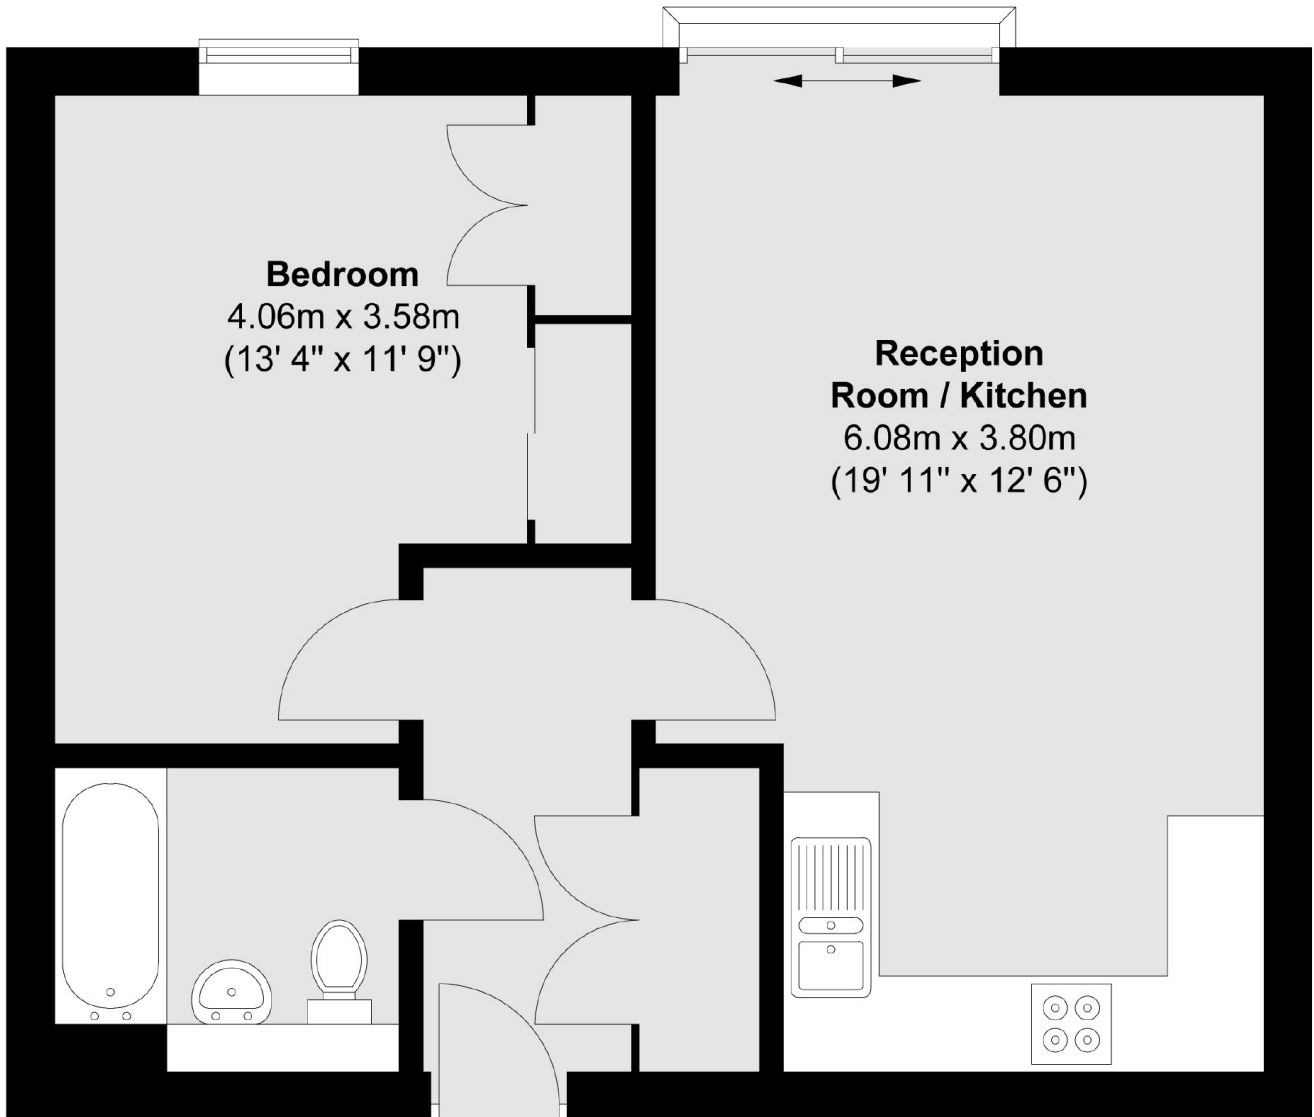 Bedroom
4.06m x 3.58m
(13' 4" x 11' 9")
Reception
Room / Kitchen
6.08m x 3.80m
(19' 11" x 12' 6")